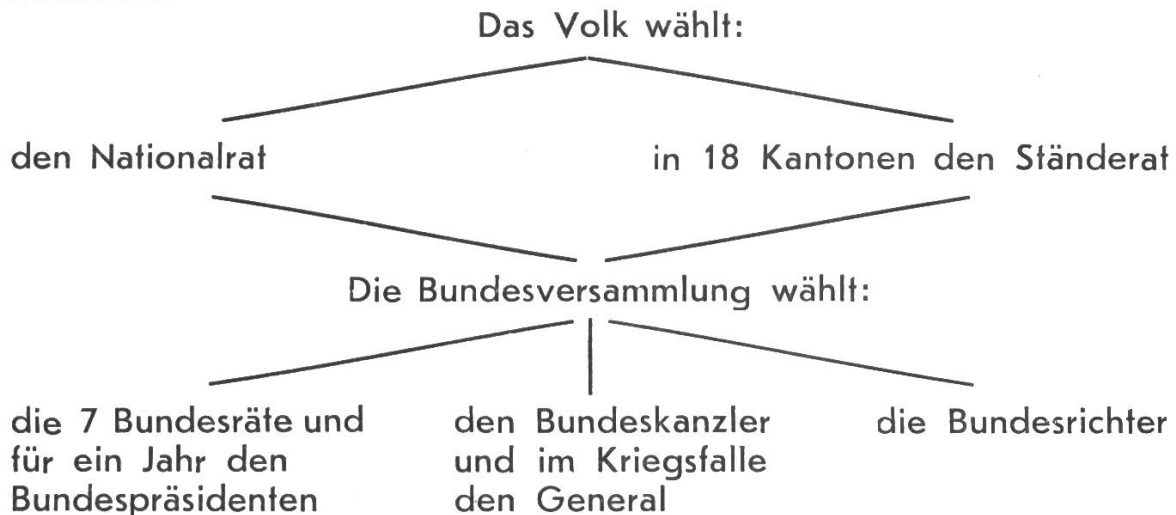 Das Volk wählt:
den Nationalrat
in 18 Kantonen den Ständerat
Die Bundesversammlung wählt:
die 7 Bundesräte und
für ein Jahr den
Bundespräsidenten
den Bundeskanzler
und im Kriegsfalle
den General
die Bundesrichter